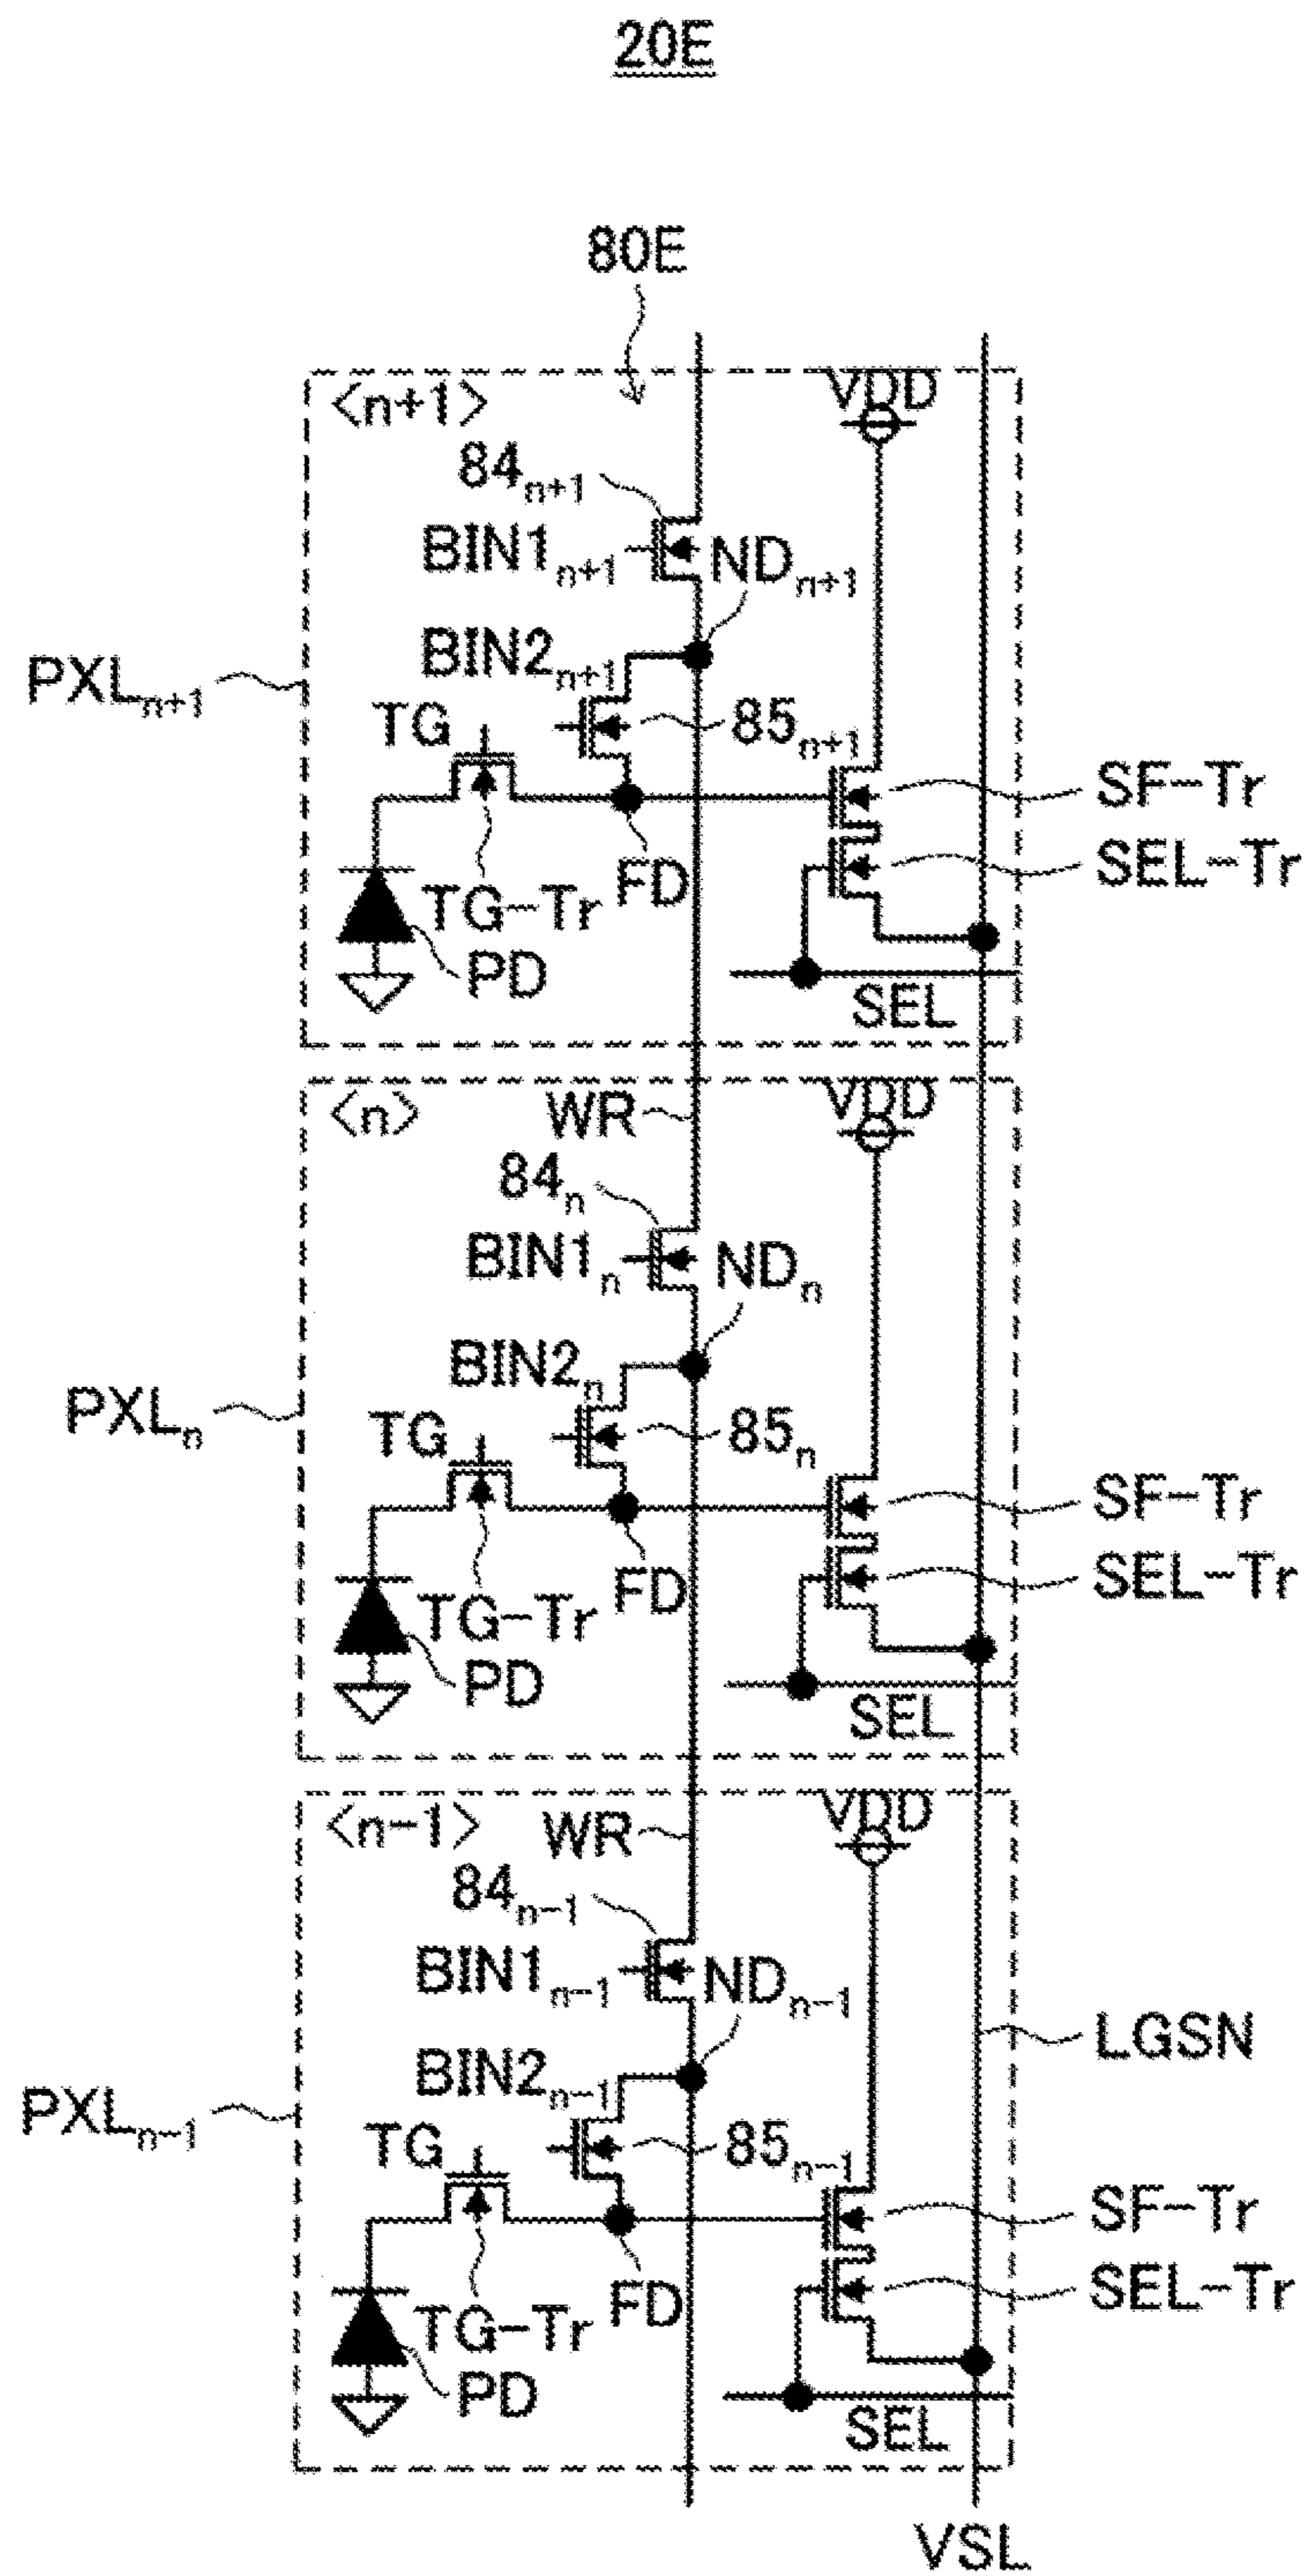 20E
80E
<n+1>
VDD
84n+1
BIN1n+1
NDn+1
BIN2n+1
PXLn+1
TG
85n+1
SF-Tr
SEL-Tr
FD
TG-Tr
PD
SEL
<n>
VDD
WR
84n
BIN1n
NDn
BIN2n
PXLn
TG
85n
SF-Tr
SEL-Tr
FD
TG-Tr
PD
SEL
<n-1>
VDD
WR
84n-1
BIN1n-1
NDn-1
LGSN
BIN2n-1
PXLn-1
TG
85n-1
SF-Tr
SEL-Tr
FD
TG-Tr
PD
SEL
VSL